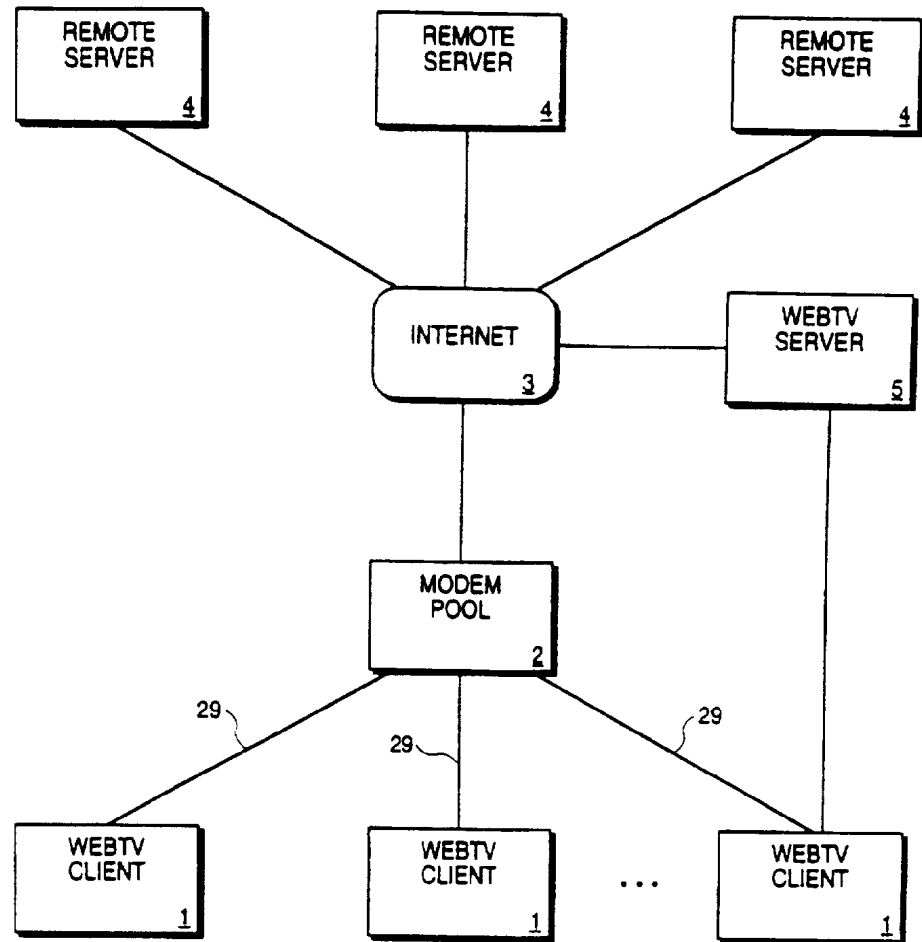 REMOTE
SERVER
4
REMOTE
SERVER
4
REMOTE
SERVER
4
INTERNET
3
WEBTV
SERVER
5
MODEM
POOL
2
29
29
29
WEBTV
CLIENT
1
WEBTV
CLIENT
1
...
WEBTV
CLIENT
1